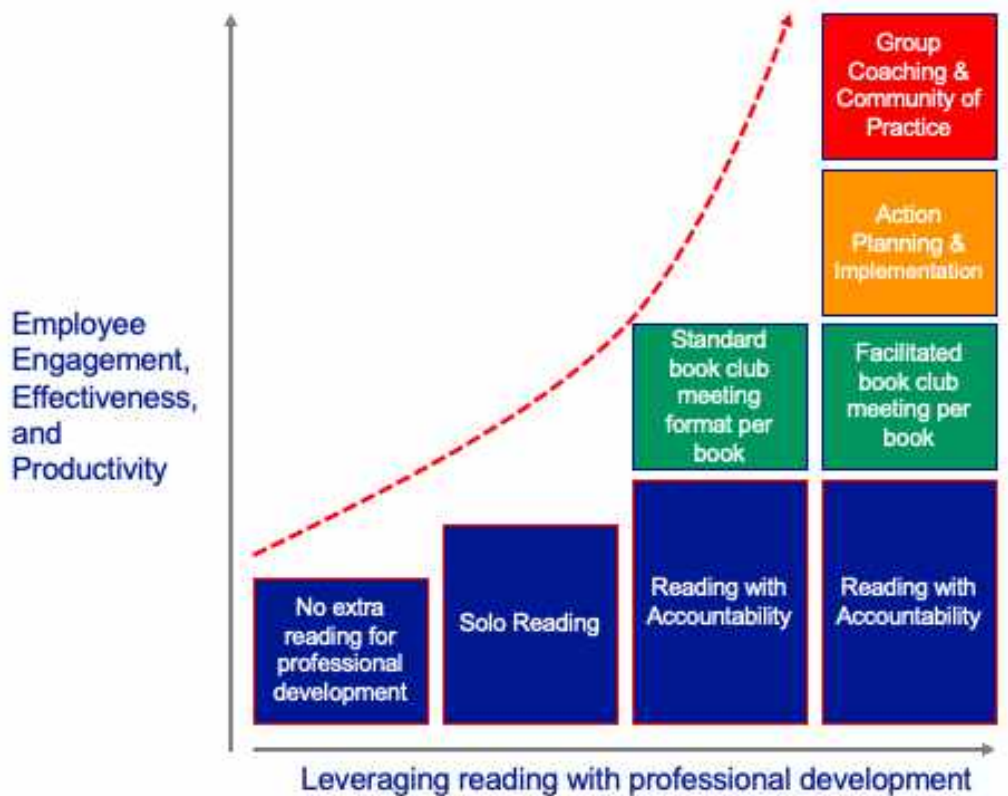 Employee
Engagement,
Effectiveness,
and
Productivity
Group
Coaching &
Community of
Practice
Action
Planning &
Implementation
Standard
book club
meeting
format per
book
Facilitated
book club
meeting per
book
No extra
reading for
professional
development
Solo Reading
Reading with
Accountability
Reading with
Accountability
Leveraging reading with professional development